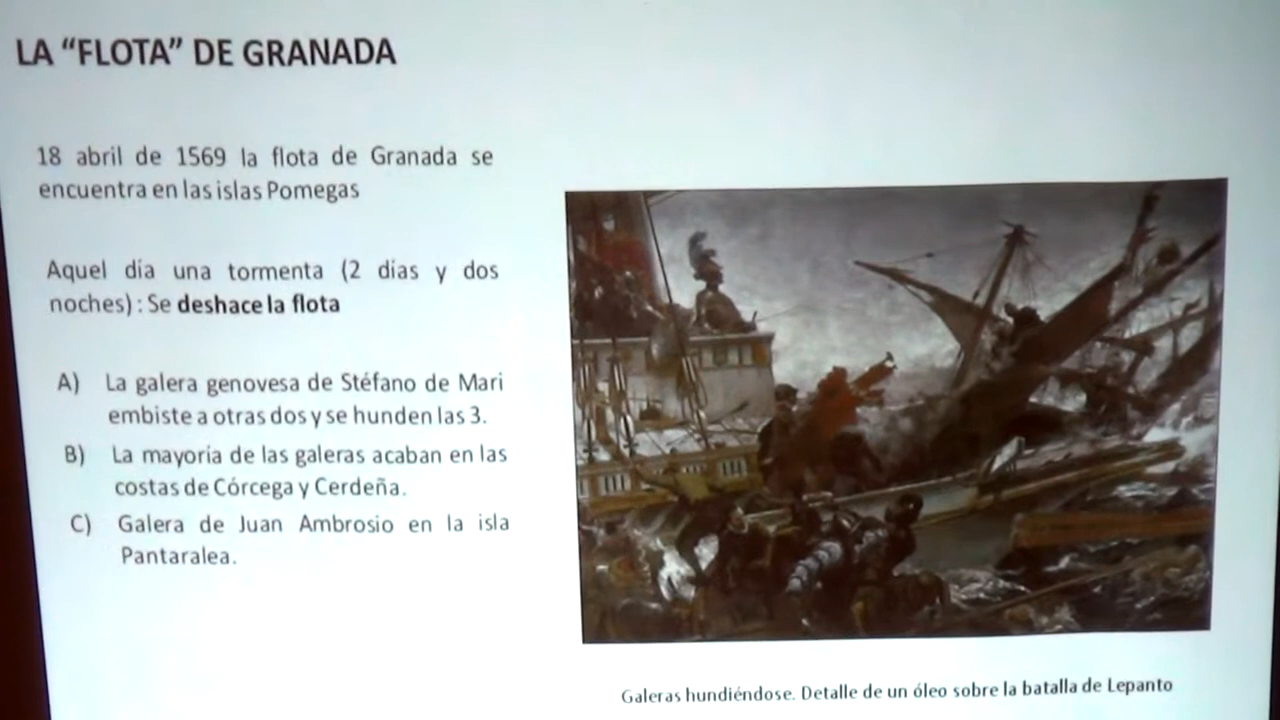 LA “FLOTA” DE GRANADA
18 abril de 1569 la flota de Granada se
encuentra en las islas Pomegas
Aquel día una tormenta (2 días y dos
noches) : Se deshace la flota
A) La galera genovesa de Stéfano de Mari
embiste a otras dos y se hunden las 3.
B) La mayoría de las galeras acaban en las
costas de Córcega y Cerdeña.
C) Galera de Juan Ambrosio en la isla
Pantaralea.
Galeras hundiéndose. Detalle de un óleo sobre la batalla de Lepanto